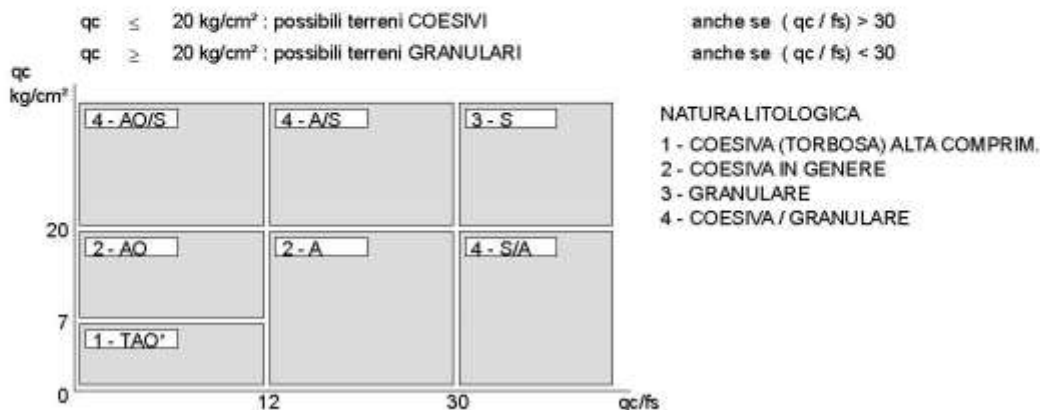 qc ≤ 20 kg/cm² : possibili terreni COESIVI anche se ( qc / fs) > 30
qc ≥ 20 kg/cm² : possibili terreni GRANULARI anche se ( qc / fs) < 30
qc
kg/cm²
4 - AO/S 4 - A/S 3 - S
NATURA LITOLOGICA
1 - COESIVA (TORBOSA) ALTA COMPRIM.
2 - COESIVA IN GENERE
3 - GRANULARE
4 - COESIVA / GRANULARE
20
2 - AO 2 - A 4 - S/A
7
1 - TAO*
0
12 30 qc/fs